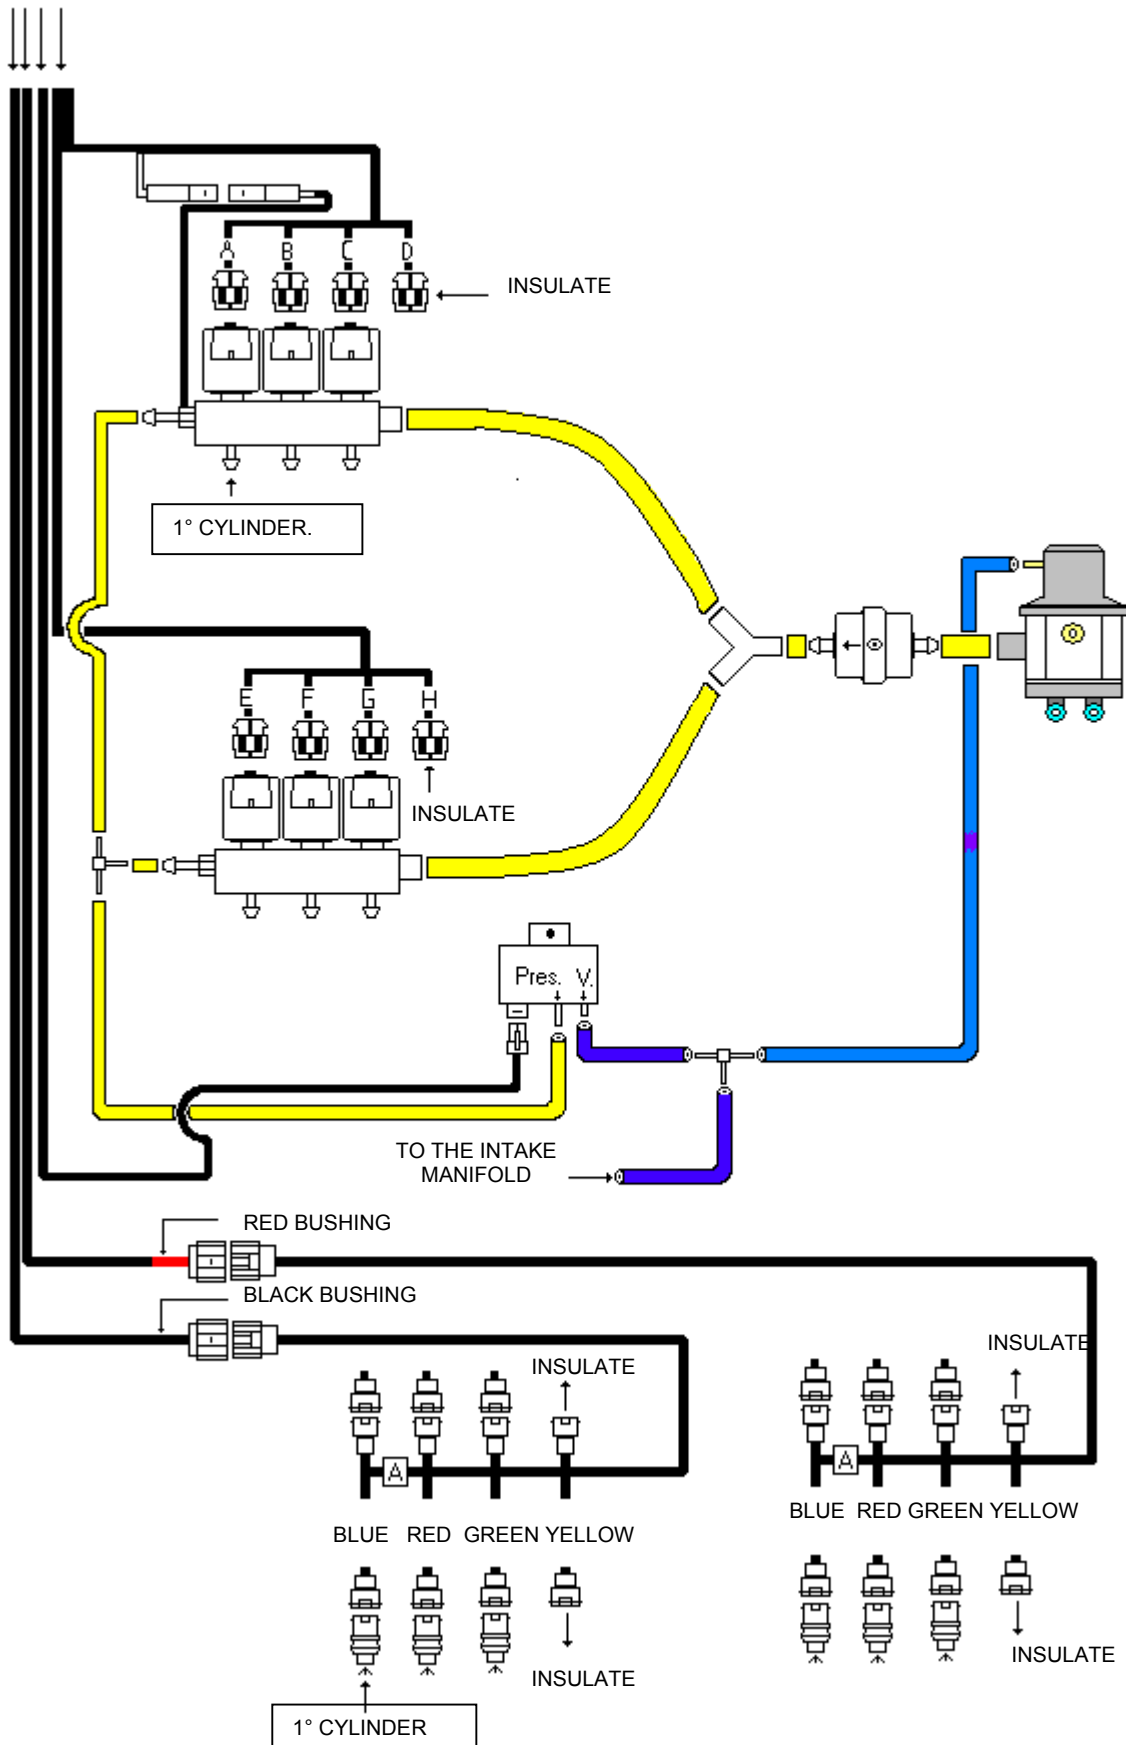 A B C D
INSULATE
1° CYLINDER.
E F G H
INSULATE
Pres. V.
TO THE INTAKE
MANIFOLD
RED BUSHING
BLACK BUSHING
INSULATE
INSULATE
A
A
BLUE RED GREEN YELLOW
BLUE RED GREEN YELLOW
INSULATE
INSULATE
1° CYLINDER